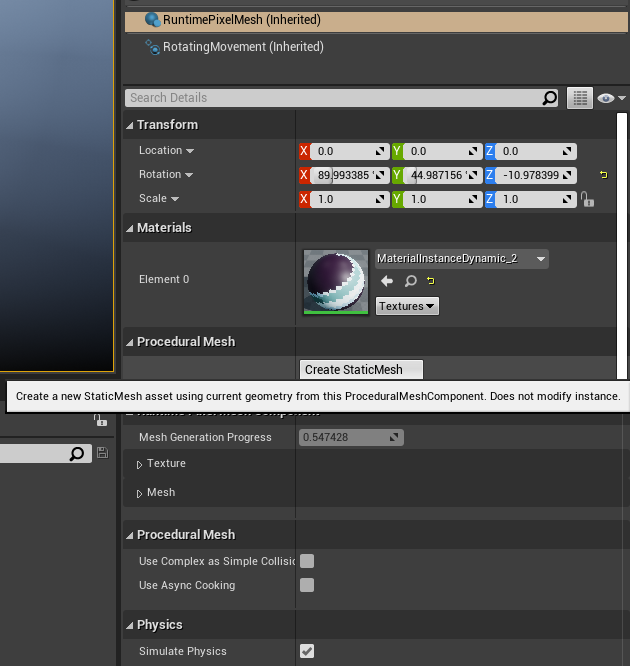 RuntimePixelMesh (Inherited)
RotatingMovement (Inherited)
Search Details
Transform
Location X 0.0 Y 0.0 Z 0.0
Rotation X 89.993385 ° Y 44.987156 ° Z -10.978399
Scale X 1.0 Y 1.0 Z 1.0
Materials
Element 0
MaterialInstanceDynamic_2
Textures
Procedural Mesh
Create StaticMesh
Create a new StaticMesh asset using current geometry from this ProceduralMeshComponent. Does not modify instance.
Mesh Generation Progress 0.547428
Texture
Mesh
Procedural Mesh
Use Complex as Simple Collisio
Use Async Cooking
Physics
Simulate Physics